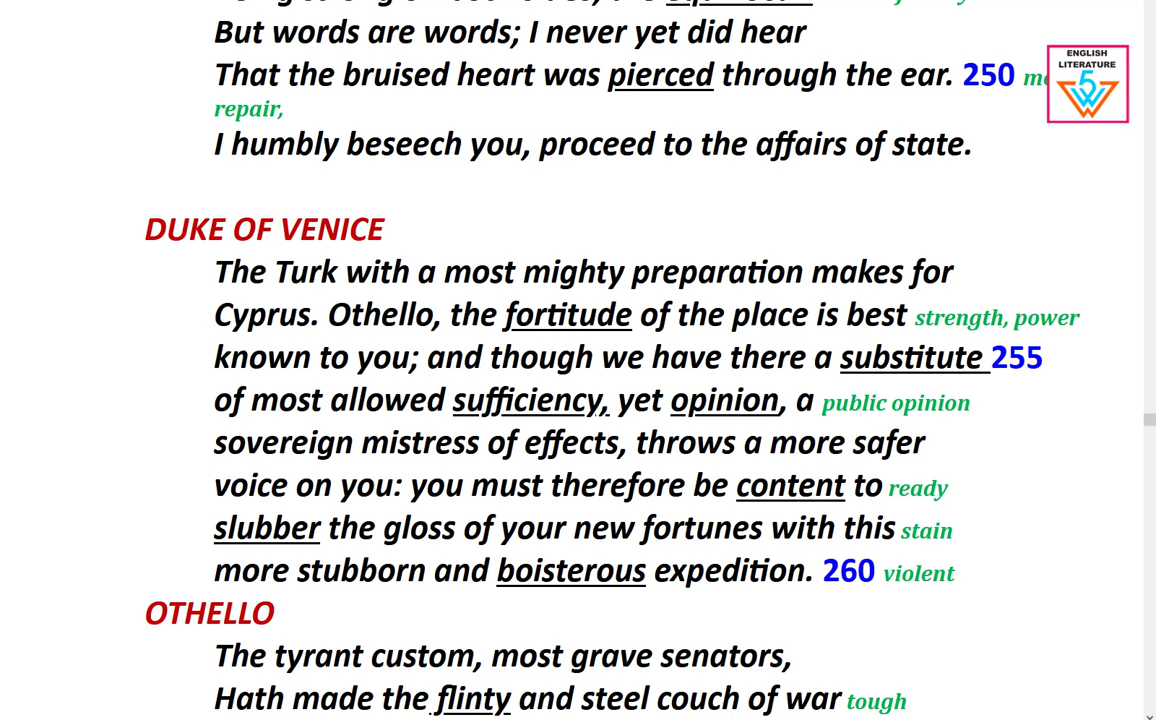 But words are words; I never yet did hear
That the bruised heart was pierced through the ear. 250
repair,
I humbly beseech you, proceed to the affairs of state.
DUKE OF VENICE
The Turk with a most mighty preparation makes for
Cyprus. Othello, the fortitude of the place is best strength, power
known to you; and though we have there a substitute 255
of most allowed sufficiency, yet opinion, a public opinion
sovereign mistress of effects, throws a more safer
voice on you: you must therefore be content to ready
slubber the gloss of your new fortunes with this stain
more stubborn and boisterous expedition. 260 violent
OTHELLO
The tyrant custom, most grave senators,
Hath made the flinty and steel couch of war tough
ENGLISH
LITERATURE
5
W